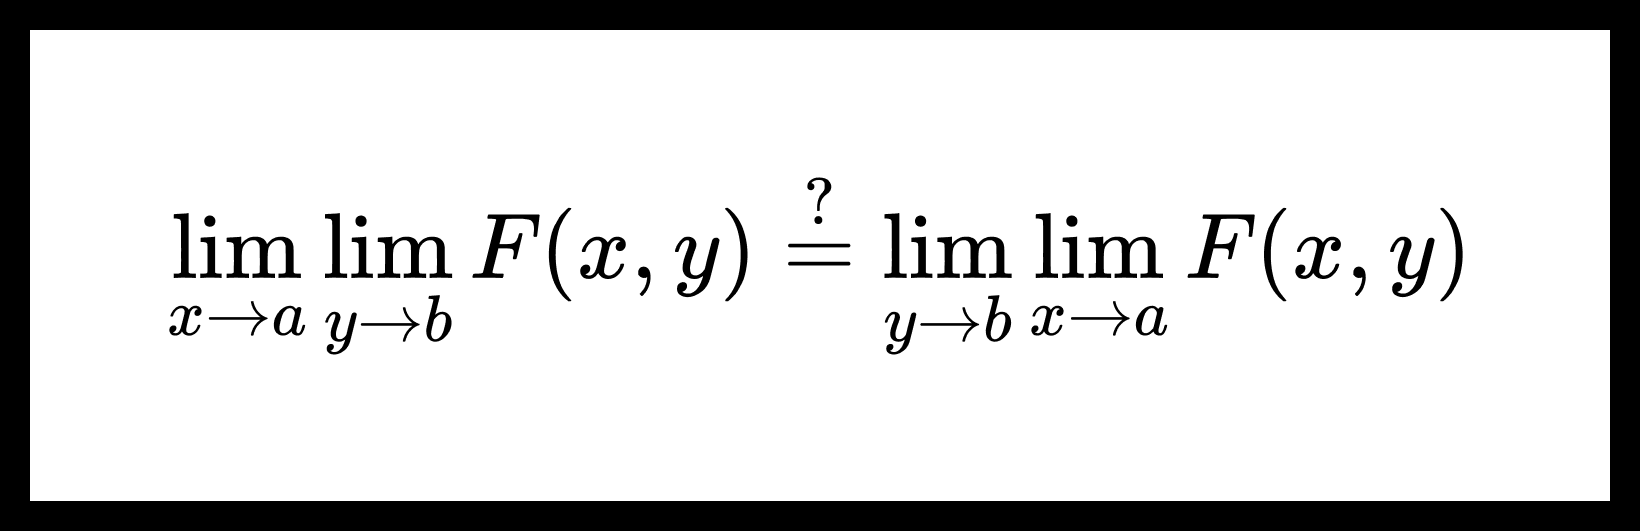 \lim_{x \to a} \lim_{y \to b} F(x, y) \stackrel{?}{=} \lim_{y \to b} \lim_{x \to a} F(x, y)